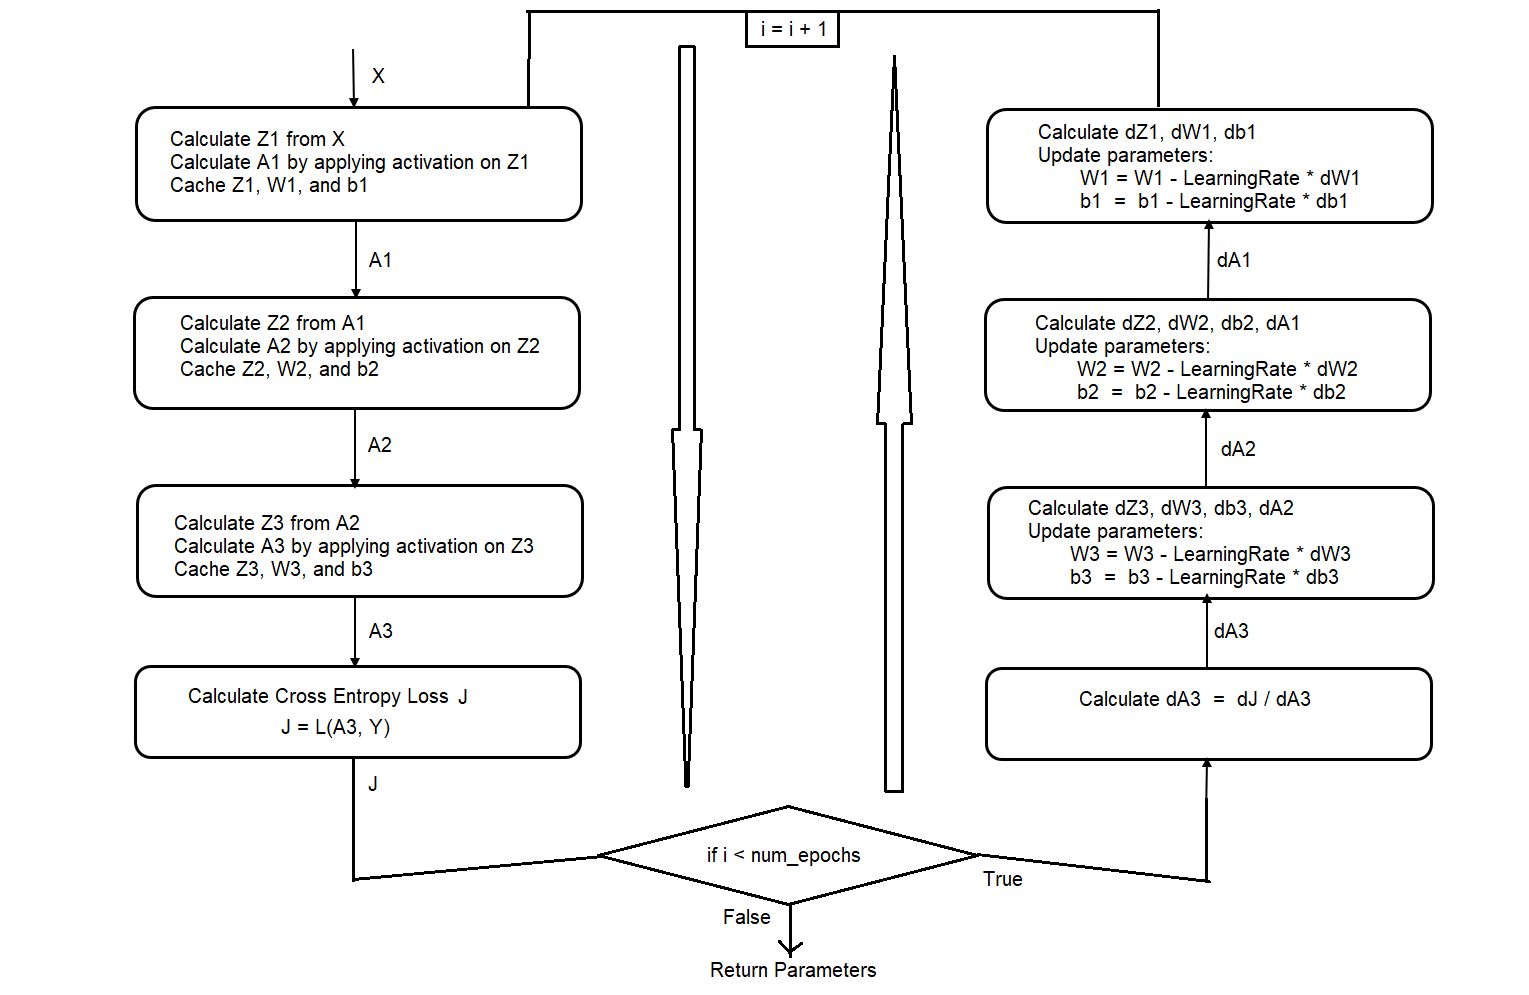 i = i + 1
X
Calculate Z1 from X
Calculate A1 by applying activation on Z1
Cache Z1, W1, and b1
A1
Calculate Z2 from A1
Calculate A2 by applying activation on Z2
Cache Z2, W2, and b2
A2
Calculate Z3 from A2
Calculate A3 by applying activation on Z3
Cache Z3, W3, and b3
A3
Calculate Cross Entropy Loss J
J = L(A3, Y)
J
if i < num_epochs
True
False
Return Parameters
Calculate dA3 = dJ / dA3
dA3
Calculate dZ3, dW3, db3, dA2
Update parameters:
W3 = W3 - LearningRate * dW3
b3 = b3 - LearningRate * db3
dA2
Calculate dZ2, dW2, db2, dA1
Update parameters:
W2 = W2 - LearningRate * dW2
b2 = b2 - LearningRate * db2
dA1
Calculate dZ1, dW1, db1
Update parameters:
W1 = W1 - LearningRate * dW1
b1 = b1 - LearningRate * db1